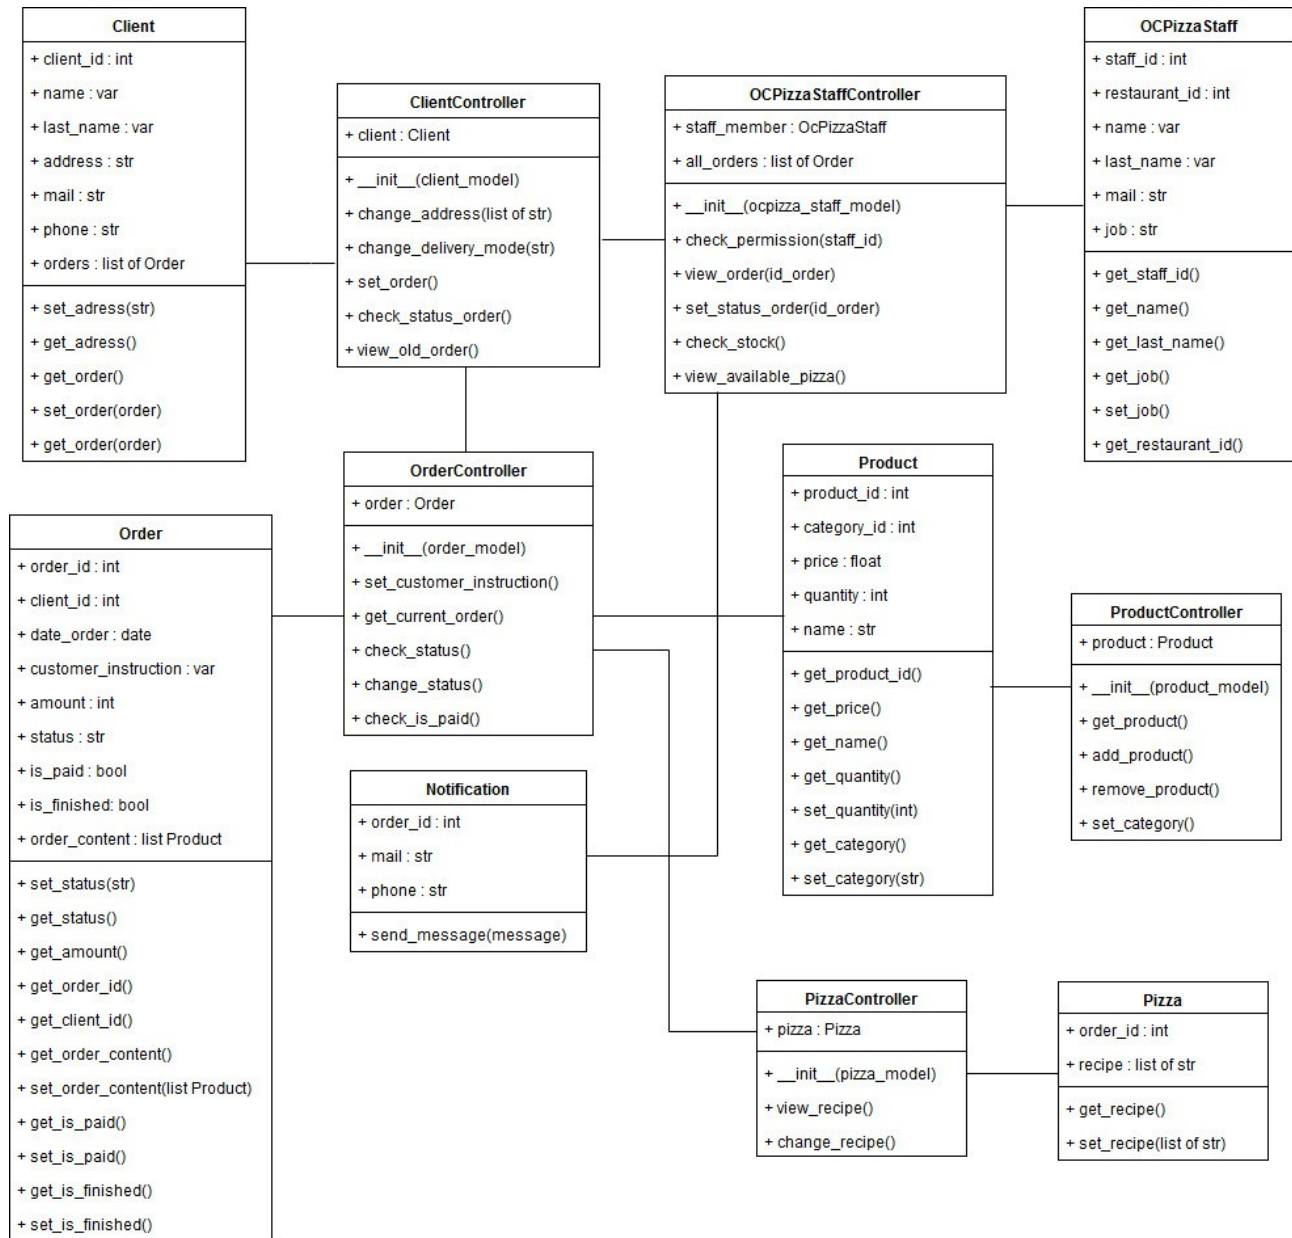 Client
+ client_id : int
+ name : var
+ last_name : var
+ address : str
+ mail : str
+ phone : str
+ orders : list of Order
+ set_adress(str)
+ get_adress()
+ get_order()
+ set_order(order)
+ get_order(order)
ClientController
+ client : Client
+ __init__(client_model)
+ change_address(list of str)
+ change_delivery_mode(str)
+ set_order()
+ check_status_order()
+ view_old_order()
OCPizzaStaffController
+ staff_member : OcPizzaStaff
+ all_orders : list of Order
+ __init__(ocpizza_staff_model)
+ check_permission(staff_id)
+ view_order(id_order)
+ set_status_order(id_order)
+ check_stock()
+ view_available_pizza()
OCPizzaStaff
+ staff_id : int
+ restaurant_id : int
+ name : var
+ last_name : var
+ mail : str
+ job : str
+ get_staff_id()
+ get_name()
+ get_last_name()
+ get_job()
+ set_job()
+ get_restaurant_id()
Order
+ order_id : int
+ client_id : int
+ date_order : date
+ customer_instruction : var
+ amount : int
+ status : str
+ is_paid : bool
+ is_finished: bool
+ order_content : list Product
+ set_status(str)
+ get_status()
+ get_amount()
+ get_order_id()
+ get_client_id()
+ get_order_content()
+ set_order_content(list Product)
+ get_is_paid()
+ set_is_paid()
+ get_is_finished()
+ set_is_finished()
OrderController
+ order : Order
+ __init__(order_model)
+ set_customer_instruction()
+ get_current_order()
+ check_status()
+ change_status()
+ check_is_paid()
Notification
+ order_id : int
+ mail : str
+ phone : str
+ send_message(message)
Product
+ product_id : int
+ category_id : int
+ price : float
+ quantity : int
+ name : str
+ get_product_id()
+ get_price()
+ get_name()
+ get_quantity()
+ set_quantity(int)
+ get_category()
+ set_category(str)
ProductController
+ product : Product
+ __init__(product_model)
+ get_product()
+ add_product()
+ remove_product()
+ set_category()
PizzaController
+ pizza : Pizza
+ __init__(pizza_model)
+ view_recipe()
+ change_recipe()
Pizza
+ order_id : int
+ recipe : list of str
+ get_recipe()
+ set_recipe(list of str)